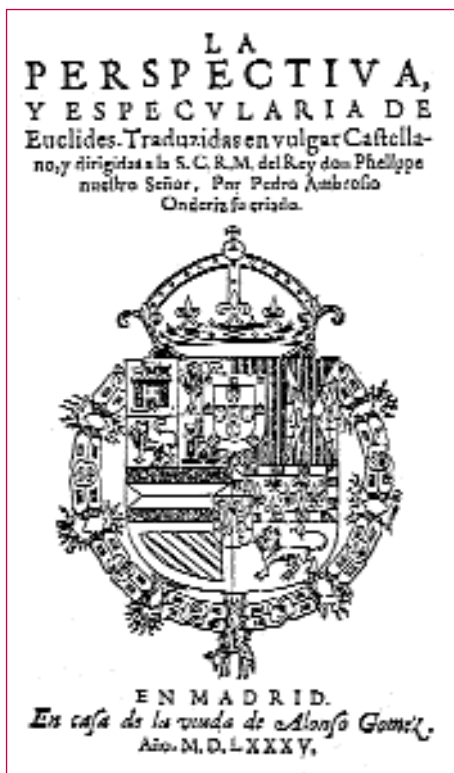 LA
PERSPECTIVA,
Y ESPECVLARIA DE
Euclides. Traduzidas en vulgar Castella-
no, y dirigidas a la S. C. R. M. del Rey don Phelippe
nuestro Señor, Por Pedro Ambrosio
Onderiz su criado.
EN MADRID.
En casa de la viuda de Alonso Gomez.
Año. M. D. LXXXV.